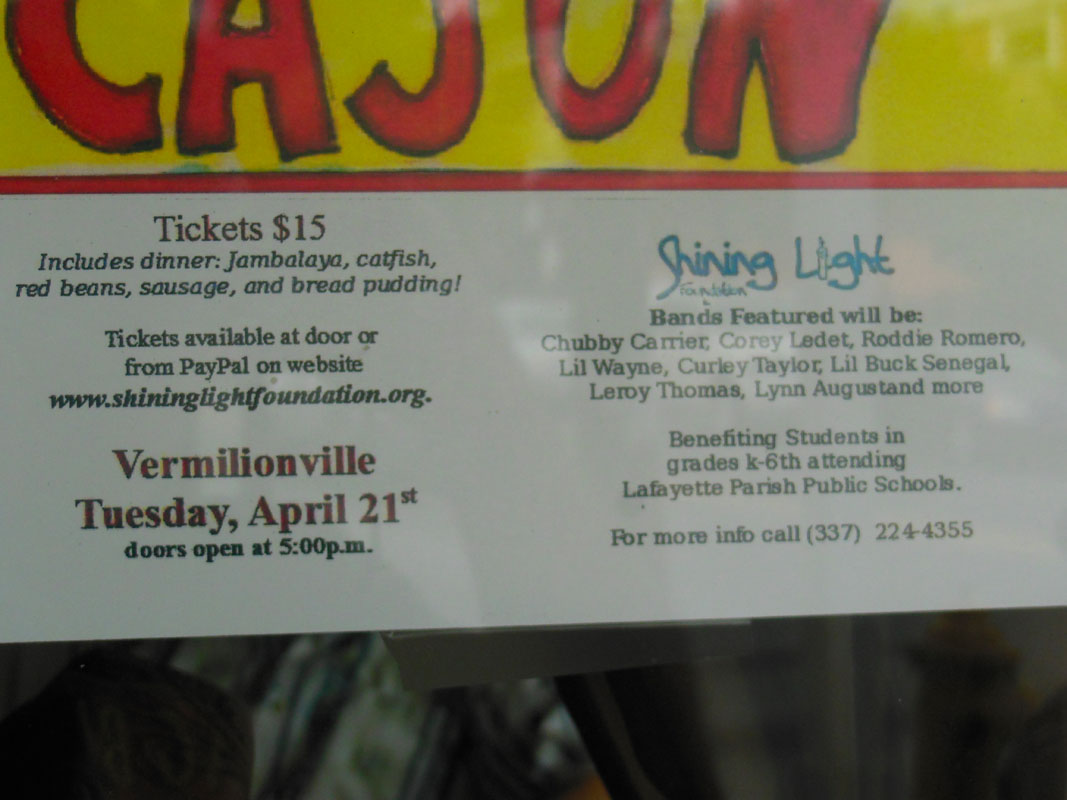 CAJUN
Tickets $15
Includes dinner: Jambalaya, catfish,
red beans, sausage, and bread pudding!
Tickets available at door or
from PayPal on website
www.shininglightfoundation.org.
Vermilionville
Tuesday, April 21st
doors open at 5:00p.m.
Shining Light
Foundation
Bands Featured will be:
Chubby Carrier, Corey Ledet, Roddie Romero,
Lil Wayne, Curley Taylor, Lil Buck Senegal,
Leroy Thomas, Lynn Augustand more
Benefiting Students in
grades k-6th attending
Lafayette Parish Public Schools.
For more info call (337) 224-4355